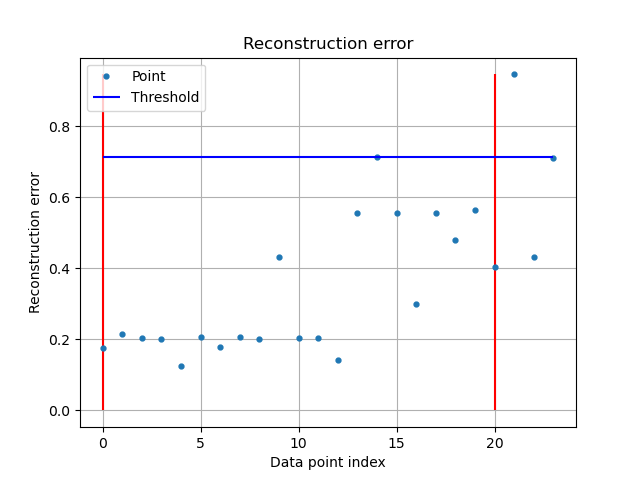 Reconstruction error
Point
Threshold
Reconstruction error
0.8
0.6
0.4
0.2
0.0
0 5 10 15 20
Data point index